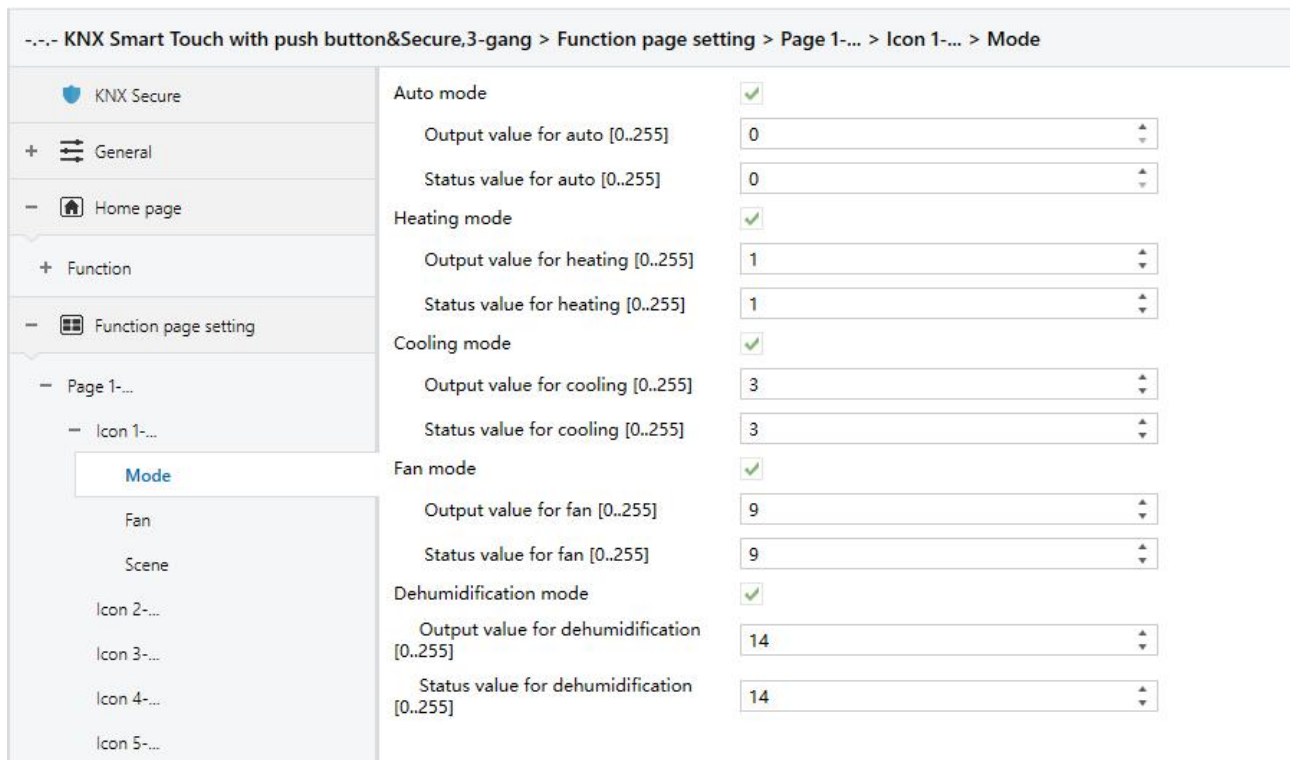 -.-.- KNX Smart Touch with push button&Secure,3-gang > Function page setting > Page 1-... > Icon 1-... > Mode
KNX Secure
+ General
− Home page
+ Function
− Function page setting
− Page 1-...
− Icon 1-...
Mode
Fan
Scene
Icon 2-...
Icon 3-...
Icon 4-...
Icon 5-...
Auto mode
Output value for auto [0..255] 0
Status value for auto [0..255] 0
Heating mode
Output value for heating [0..255] 1
Status value for heating [0..255] 1
Cooling mode
Output value for cooling [0..255] 3
Status value for cooling [0..255] 3
Fan mode
Output value for fan [0..255] 9
Status value for fan [0..255] 9
Dehumidification mode
Output value for dehumidification
[0..255] 14
Status value for dehumidification
[0..255] 14